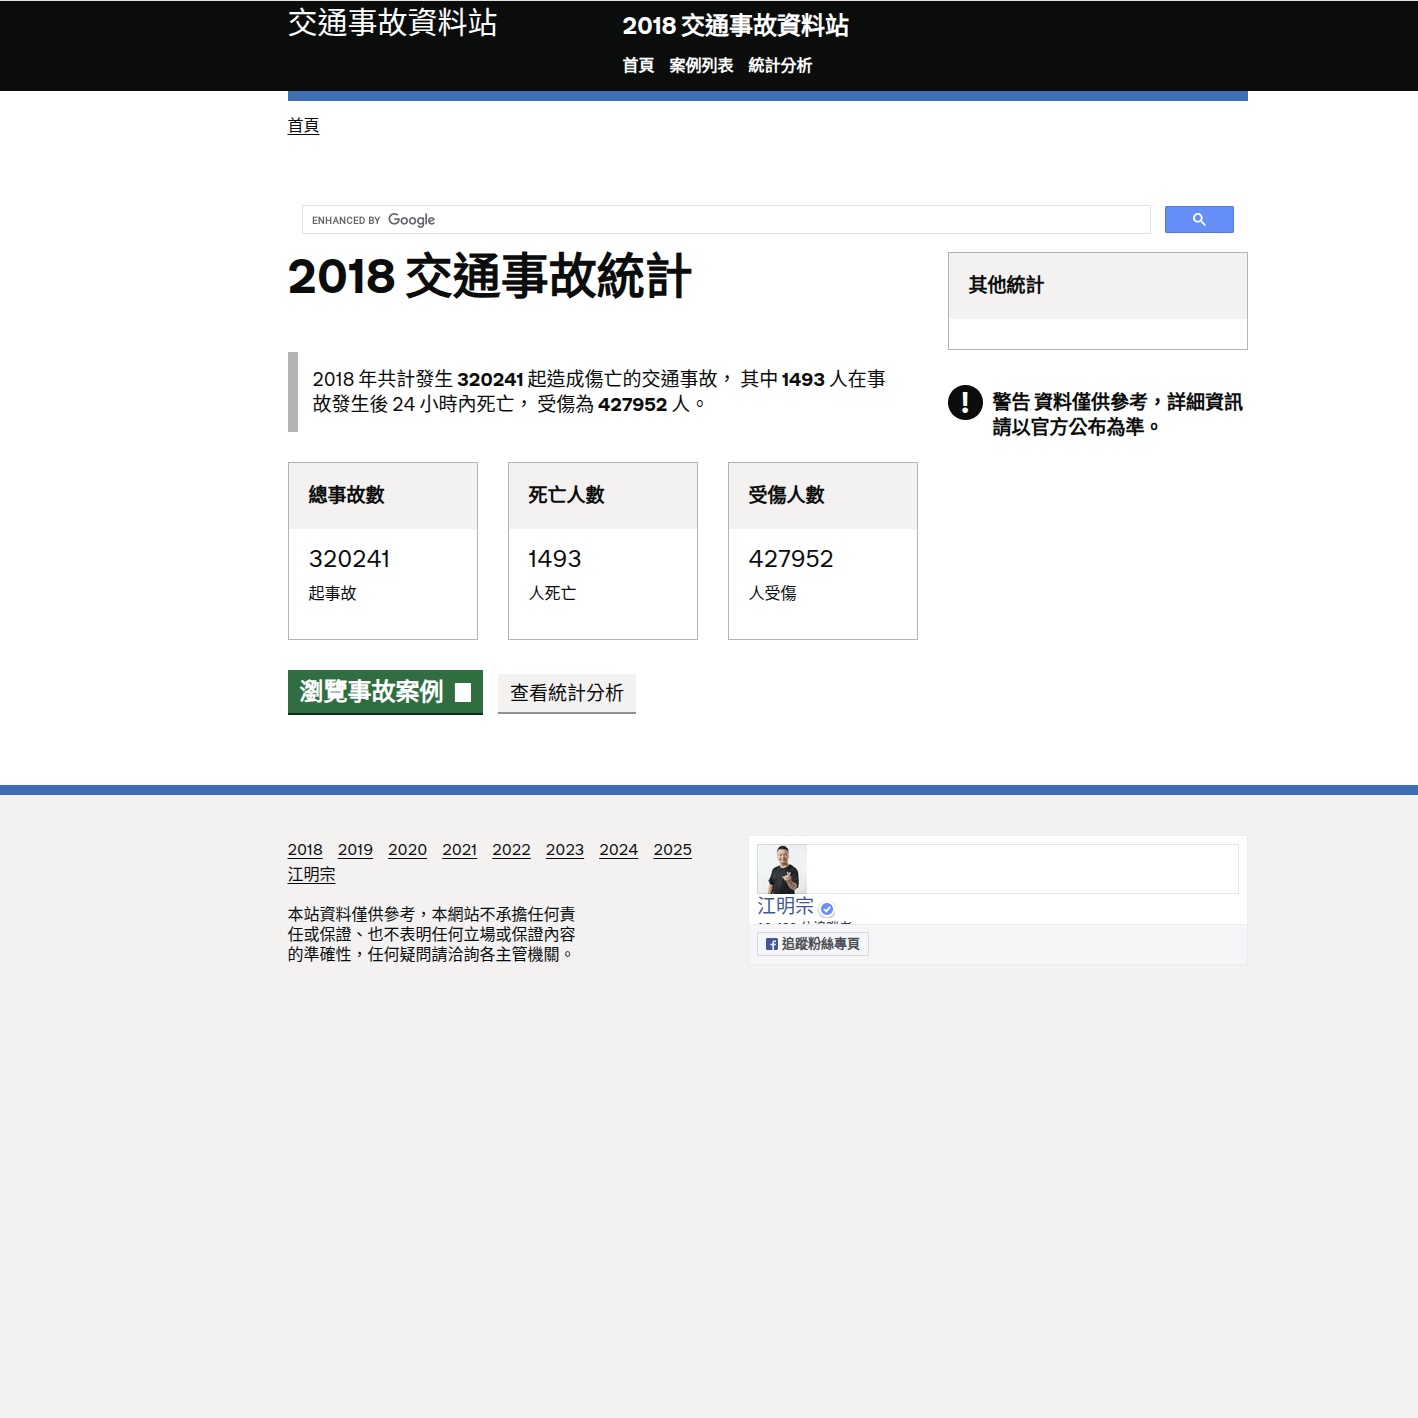 交通事故資料站
2018 交通事故資料站
首頁 案例列表 統計分析
首頁
ENHANCED BY Google
2018 交通事故統計
2018 年共計發生 320241 起造成傷亡的交通事故， 其中 1493 人在事
故發生後 24 小時內死亡， 受傷為 427952 人。
總事故數
320241
起事故
死亡人數
1493
人死亡
受傷人數
427952
人受傷
瀏覽事故案例
查看統計分析
其他統計
!
警告 資料僅供參考，詳細資訊
請以官方公布為準。
2018 2019 2020 2021 2022 2023 2024 2025
江明宗
本站資料僅供參考，本網站不承擔任何責
任或保證、也不表明任何立場或保證內容
的準確性，任何疑問請洽詢各主管機關。
江明宗
追蹤粉絲專頁